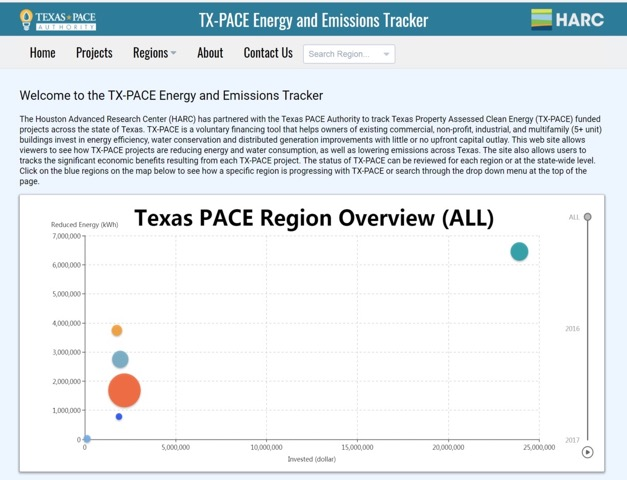 TEXAS PACE
AUTHORITY
TX-PACE Energy and Emissions Tracker
HARC
Home Projects Regions About Contact Us Search Region...
Welcome to the TX-PACE Energy and Emissions Tracker
The Houston Advanced Research Center (HARC) has partnered with the Texas PACE Authority to track Texas Property Assessed Clean Energy (TX-PACE) funded
projects across the state of Texas. TX-PACE is a voluntary financing tool that helps owners of existing commercial, non-profit, industrial, and multifamily (5+ unit)
buildings invest in energy efficiency, water conservation and distributed generation improvements with little or no upfront capital outlay. This web site allows
viewers to see how TX-PACE projects are reducing energy and water consumption, as well as lowering emissions across Texas. The site also allows users to
tracks the significant economic benefits resulting from each TX-PACE project. The status of TX-PACE can be reviewed for each region or at the state-wide level.
Click on the blue regions on the map below to see how a specific region is progressing with TX-PACE or search through the drop down menu at the top of the
page.
Texas PACE Region Overview (ALL)
Reduced Energy (kWh)
ALL
7,000,000
6,000,000
5,000,000
4,000,000
2016
3,000,000
2,000,000
1,000,000
0
2017
0 5,000,000 10,000,000 15,000,000 20,000,000 25,000,000
Invested (dollar)